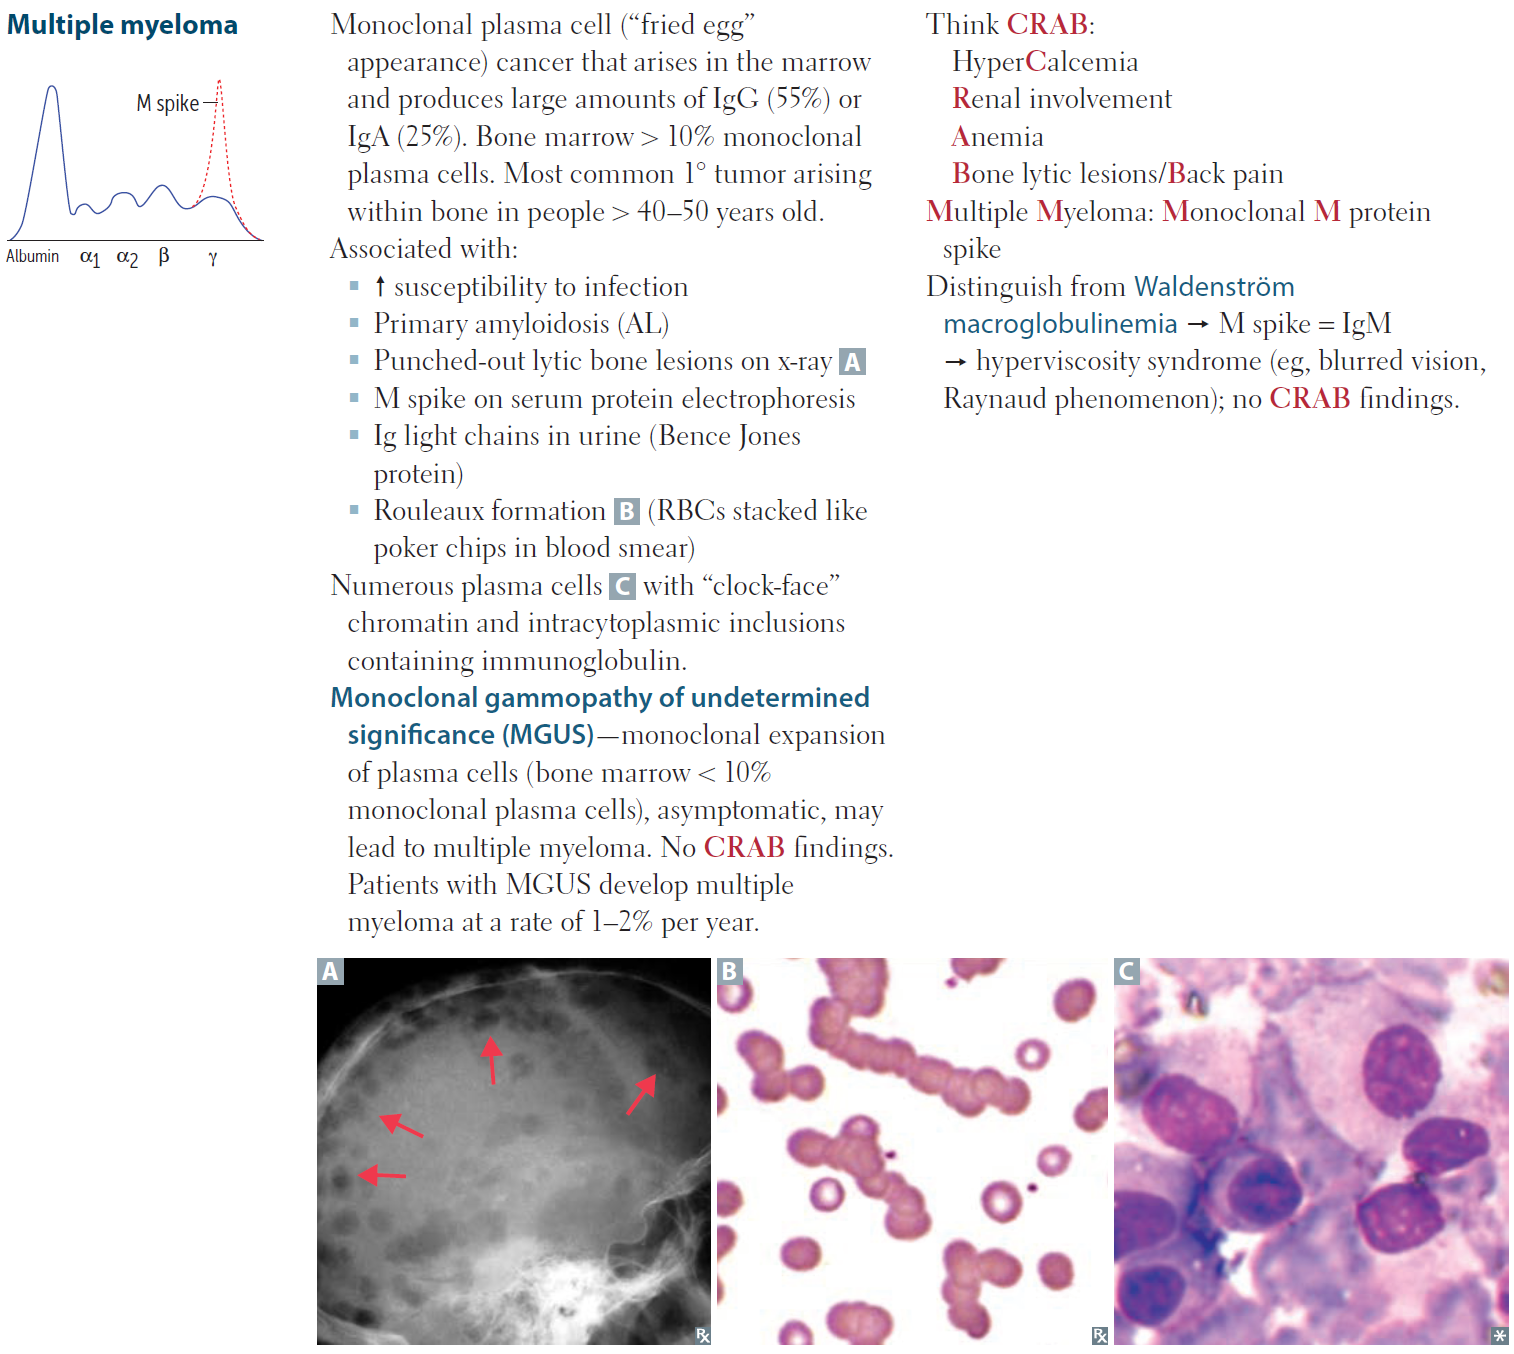 Multiple myeloma
M spike
Albumin α1 α2 β γ
Monoclonal plasma cell (“fried egg”
appearance) cancer that arises in the marrow
and produces large amounts of IgG (55%) or
IgA (25%). Bone marrow > 10% monoclonal
plasma cells. Most common 1° tumor arising
within bone in people > 40–50 years old.
Associated with:
▪ ↑ susceptibility to infection
▪ Primary amyloidosis (AL)
▪ Punched-out lytic bone lesions on x-ray A
▪ M spike on serum protein electrophoresis
▪ Ig light chains in urine (Bence Jones
protein)
▪ Rouleaux formation B (RBCs stacked like
poker chips in blood smear)
Numerous plasma cells C with “clock-face”
chromatin and intracytoplasmic inclusions
containing immunoglobulin.
Monoclonal gammopathy of undetermined
significance (MGUS)—monoclonal expansion
of plasma cells (bone marrow < 10%
monoclonal plasma cells), asymptomatic, may
lead to multiple myeloma. No CRAB findings.
Patients with MGUS develop multiple
myeloma at a rate of 1–2% per year.
Think CRAB:
HyperCalcemia
Renal involvement
Anemia
Bone lytic lesions/Back pain
Multiple Myeloma: Monoclonal M protein
spike
Distinguish from Waldenström
macroglobulinemia → M spike = IgM
→ hyperviscosity syndrome (eg, blurred vision,
Raynaud phenomenon); no CRAB findings.
A
B
C
℞
℞
*